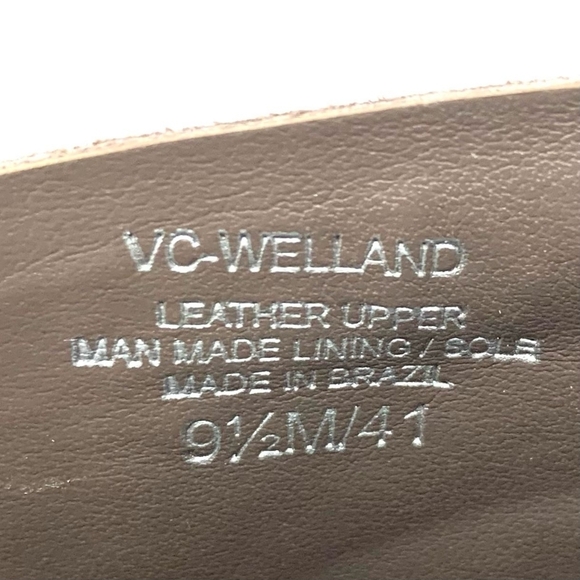 VC-WELLAND
LEATHER UPPER
MAN MADE LINING / SOLE
MADE IN BRAZIL
9½M/41